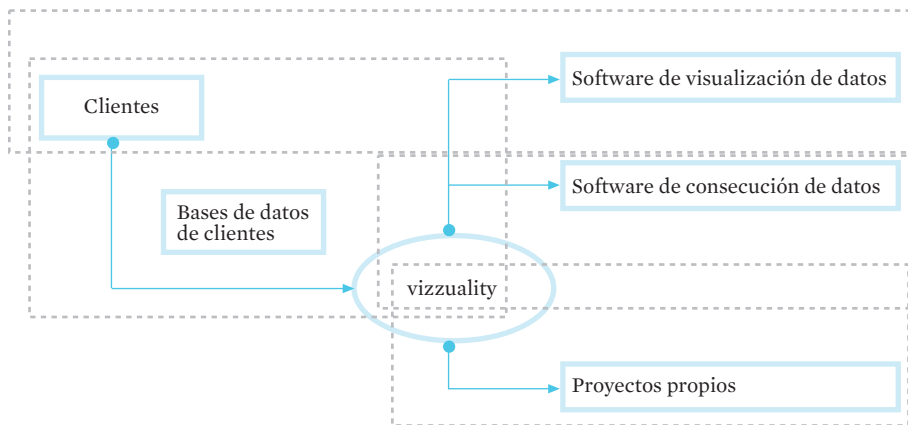 Clientes
Software de visualización de datos
Software de consecución de datos
Bases de datos
de clientes
vizzuality
Proyectos propios